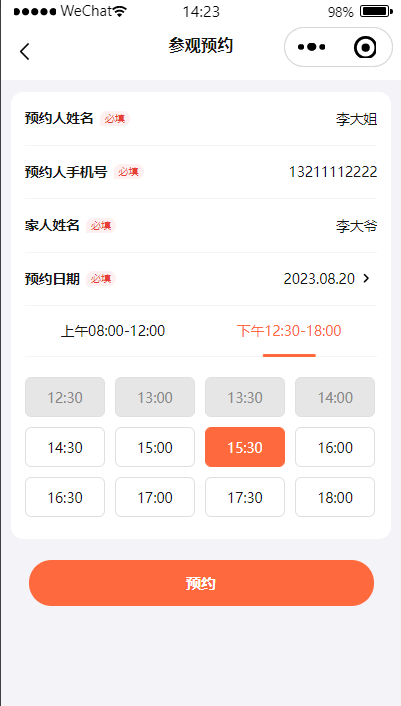 WeChat 14:23 98%
参观预约
预约人姓名 必填 李大姐
预约人手机号 必填 13211112222
家人姓名 必填 李大爷
预约日期 必填 2023.08.20
上午08:00-12:00 下午12:30-18:00
12:30 13:00 13:30 14:00
14:30 15:00 15:30 16:00
16:30 17:00 17:30 18:00
预约